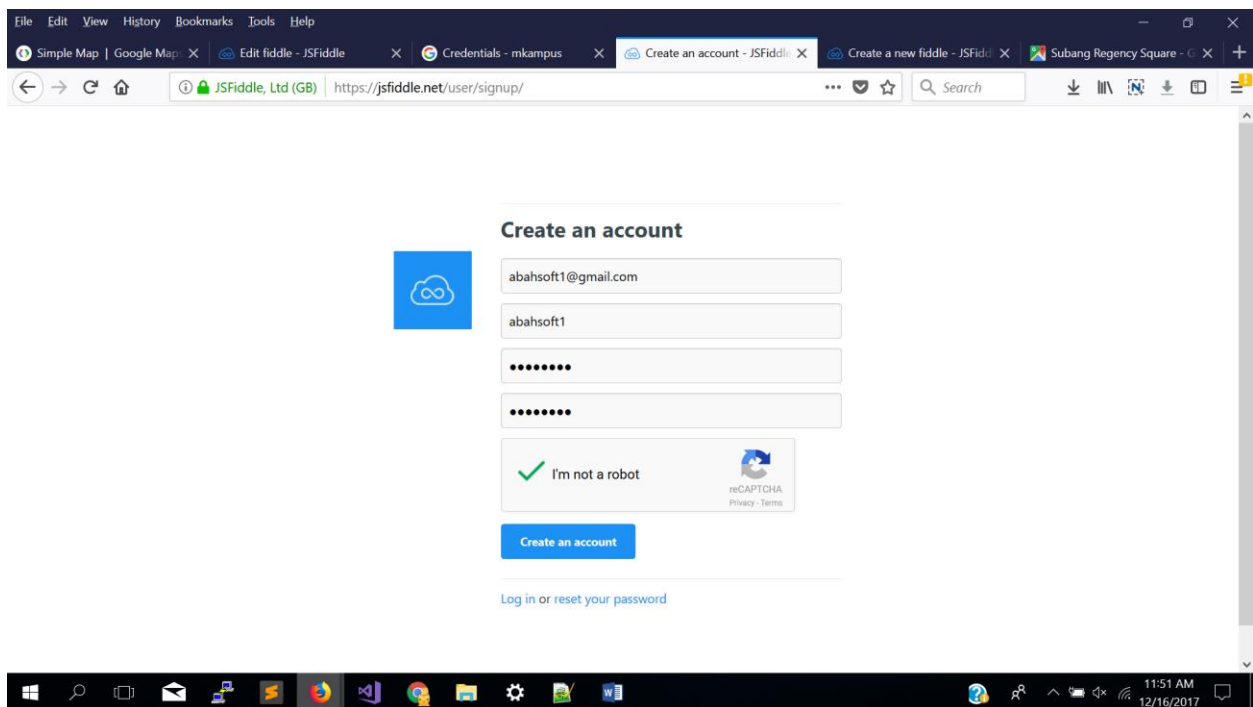 File Edit View History Bookmarks Tools Help
Simple Map | Google Map
Edit fiddle - JSFiddle
Credentials - mkampus
Create an account - JSFiddle
Create a new fiddle - JSFidd
Subang Regency Square - G
JSFiddle, Ltd (GB) https://jsfiddle.net/user/signup/
Search
Create an account
abahsoft1@gmail.com
abahsoft1
••••••••
••••••••
I'm not a robot
reCAPTCHA
Privacy - Terms
Create an account
Log in or reset your password
11:51 AM
12/16/2017